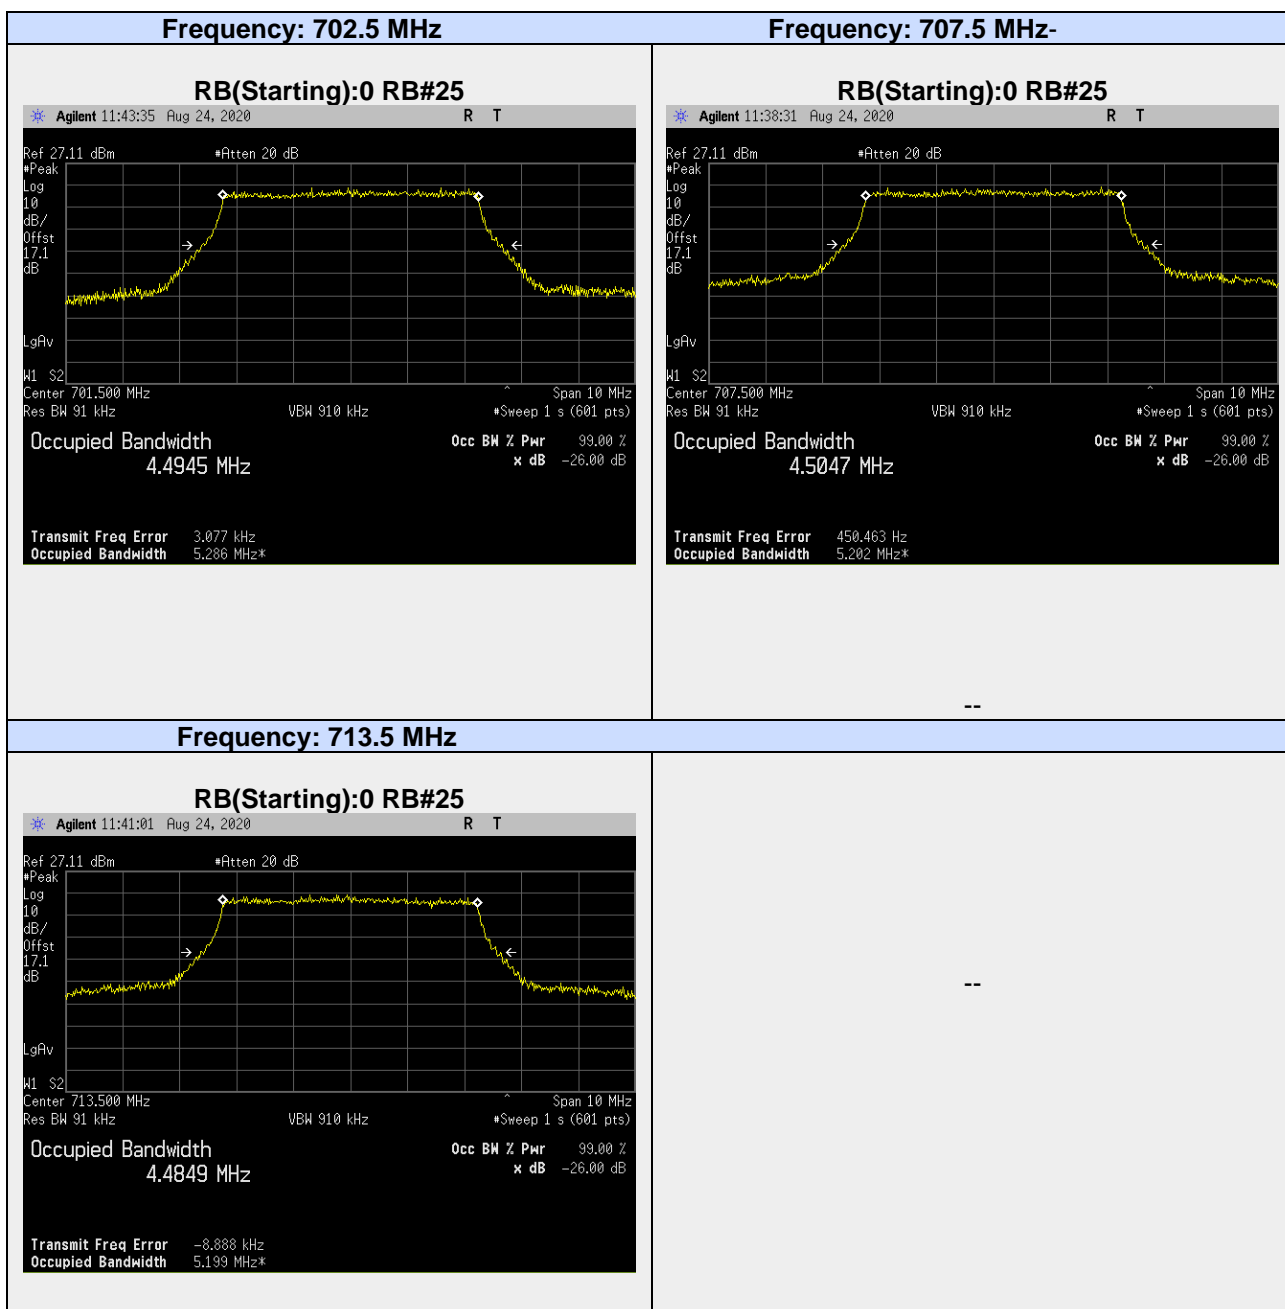 Frequency: 702.5 MHz
Frequency: 707.5 MHz-
RB(Starting):0 RB#25
Agilent 11:43:35 Aug 24, 2020 R T
Ref 27.11 dBm #Atten 20 dB
#Peak
Log
10
dB/
Offst
17.1
dB
LgAv
W1 S2
Center 701.500 MHz Span 10 MHz
Res BW 91 kHz VBW 910 kHz #Sweep 1 s (601 pts)
Occupied Bandwidth Occ BW % Pwr 99.00 %
4.4945 MHz x dB -26.00 dB
Transmit Freq Error 3.077 kHz
Occupied Bandwidth 5.286 MHz*
RB(Starting):0 RB#25
Agilent 11:38:31 Aug 24, 2020 R T
Ref 27.11 dBm #Atten 20 dB
#Peak
Log
10
dB/
Offst
17.1
dB
LgAv
W1 S2
Center 707.500 MHz Span 10 MHz
Res BW 91 kHz VBW 910 kHz #Sweep 1 s (601 pts)
Occupied Bandwidth Occ BW % Pwr 99.00 %
4.5047 MHz x dB -26.00 dB
Transmit Freq Error 450.463 Hz
Occupied Bandwidth 5.202 MHz*
--
Frequency: 713.5 MHz
RB(Starting):0 RB#25
Agilent 11:41:01 Aug 24, 2020 R T
Ref 27.11 dBm #Atten 20 dB
#Peak
Log
10
dB/
Offst
17.1
dB
LgAv
W1 S2
Center 713.500 MHz Span 10 MHz
Res BW 91 kHz VBW 910 kHz #Sweep 1 s (601 pts)
Occupied Bandwidth Occ BW % Pwr 99.00 %
4.4849 MHz x dB -26.00 dB
Transmit Freq Error -8.888 kHz
Occupied Bandwidth 5.199 MHz*
--